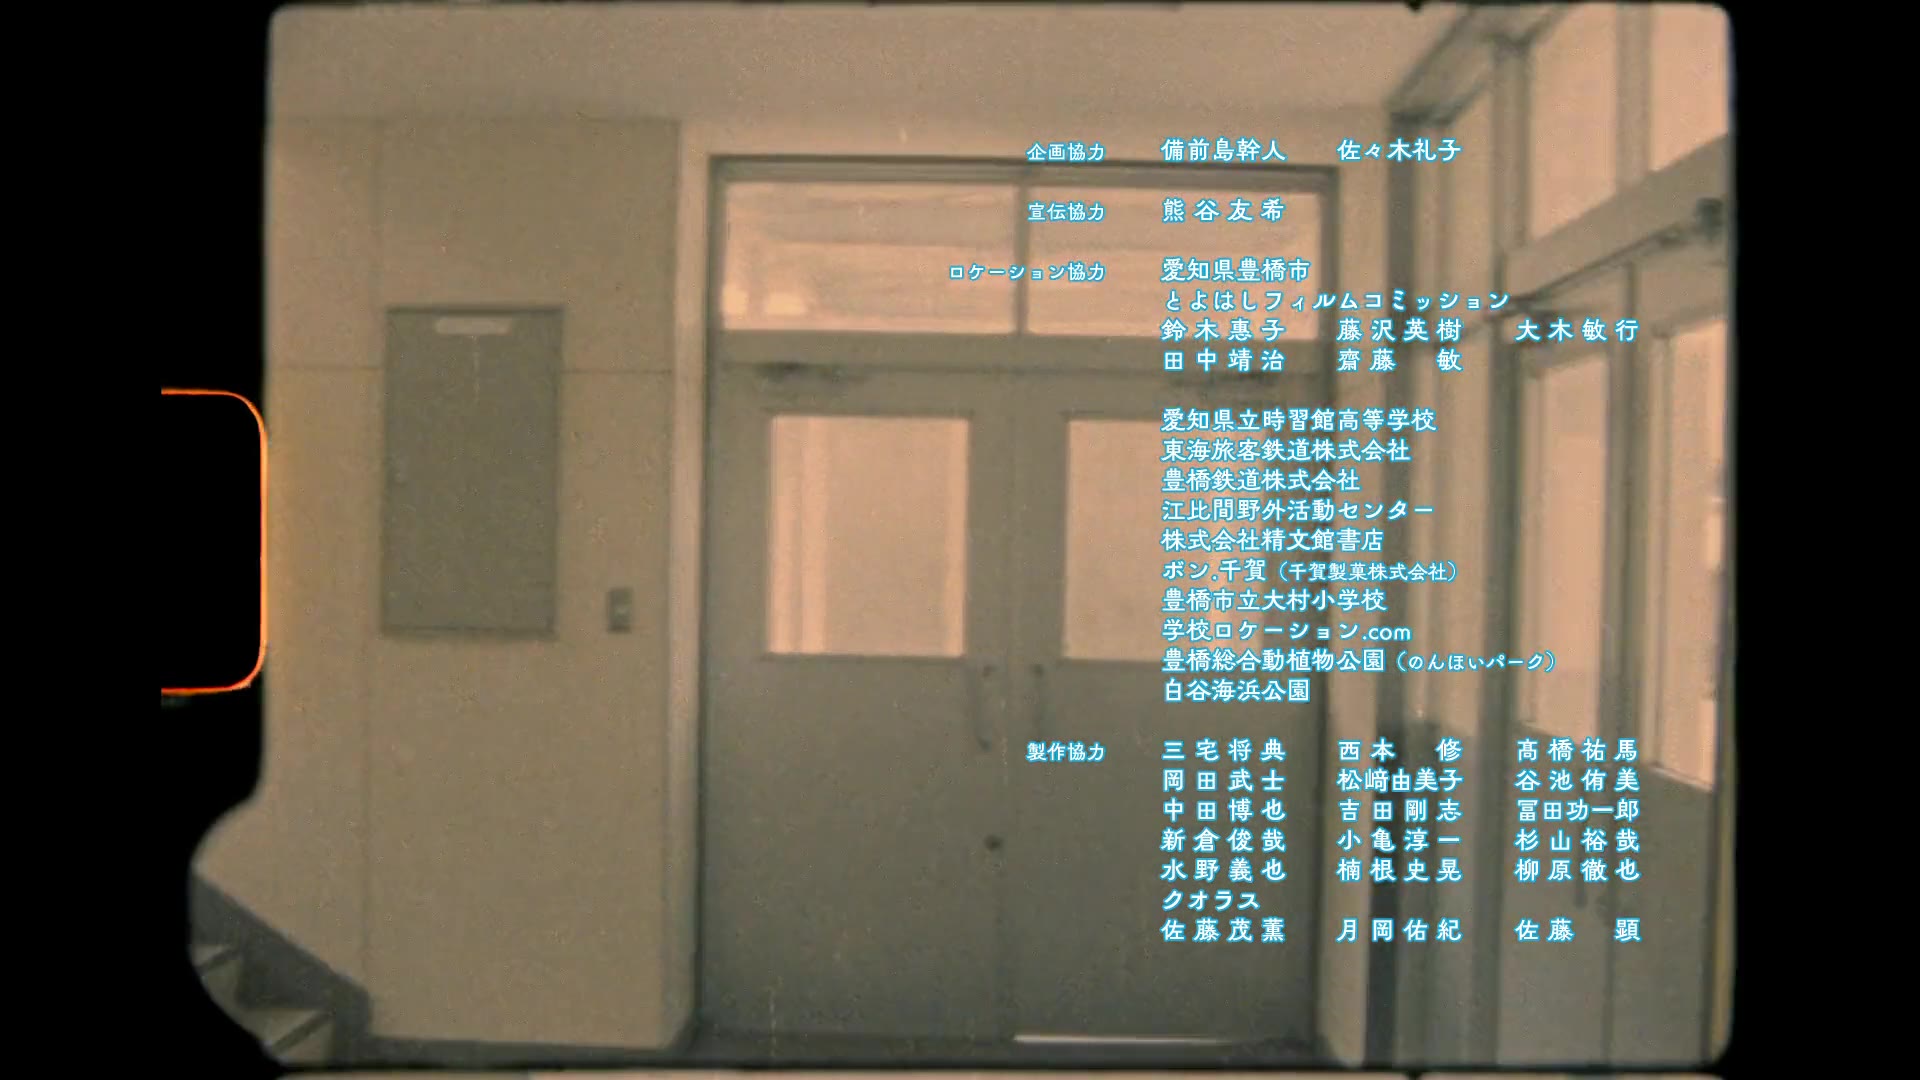 企画協力 備前島幹人 佐々木礼子
宣伝協力 熊谷友希
ロケーション協力 愛知県豊橋市
とよはしフィルムコミッション
鈴木惠子 藤沢英樹 大木敏行
田中靖治 齋藤 敏
愛知県立時習館高等学校
東海旅客鉄道株式会社
豊橋鉄道株式会社
江比間野外活動センター
株式会社精文館書店
ボン.千賀（千賀製菓株式会社）
豊橋市立大村小学校
学校ロケーション.com
豊橋総合動植物公園（のんほいパーク）
白谷海浜公園
製作協力 三宅将典 西本 修 髙橋祐馬
岡田武士 松﨑由美子 谷池侑美
中田博也 吉田剛志 冨田功一郎
新倉俊哉 小亀淳一 杉山裕哉
水野義也 楠根史晃 柳原徹也
クオラス
佐藤茂薫 月岡佑紀 佐藤 顕